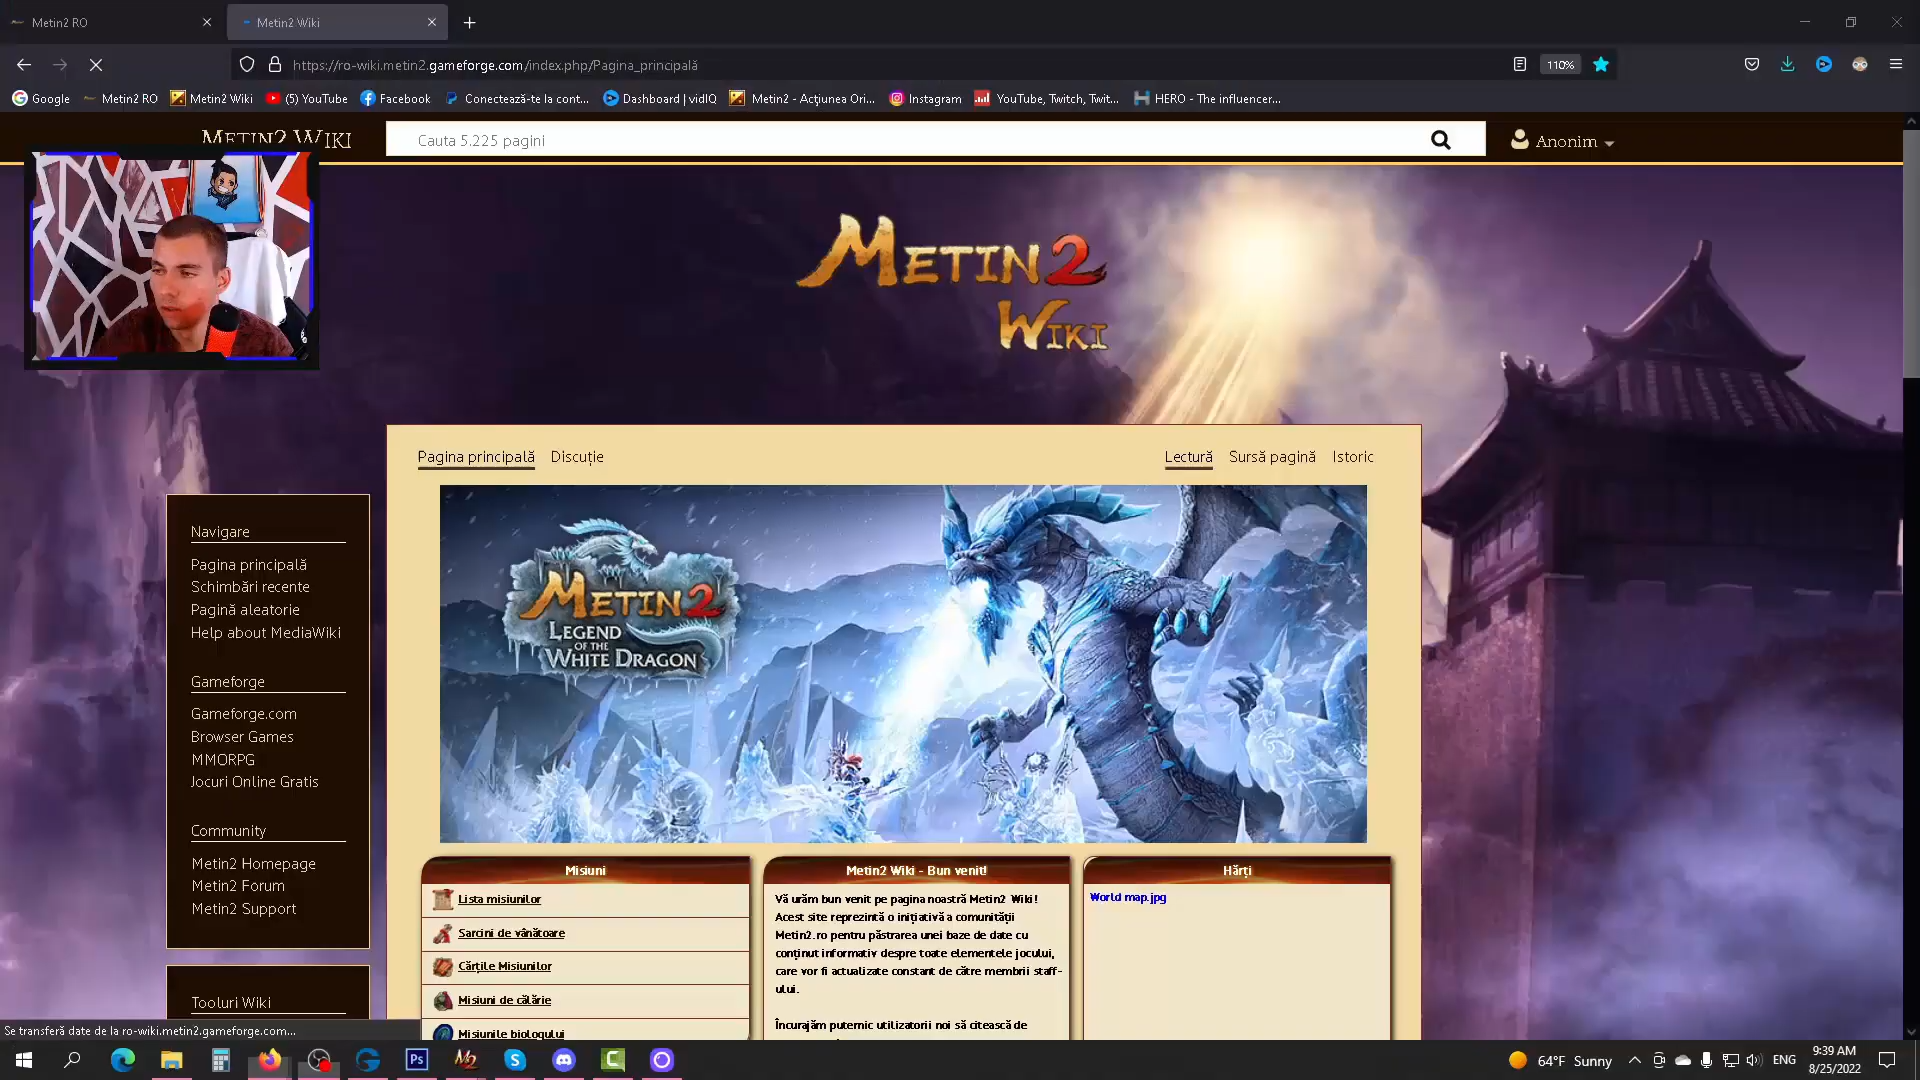 Metin2 RO
Metin2 Wiki
https://ro-wiki.metin2.gameforge.com/index.php/Pagina_principală
110%
Google
Metin2 RO
Metin2 Wiki
(5) YouTube
Facebook
Conectează-te la cont...
Dashboard | vidIQ
Metin2 - Acțiunea Ori...
Instagram
YouTube, Twitch, Twit...
HERO - The influencer...
METIN2 WIKI
Cauta 5.225 pagini
Anonim
METIN2
WIKI
Pagina principală
Discuție
Lectură
Sursă pagină
Istoric
METIN2
LEGEND
OF THE
WHITE DRAGON
Navigare
Pagina principală
Schimbări recente
Pagină aleatorie
Help about MediaWiki
Gameforge
Gameforge.com
Browser Games
MMORPG
Jocuri Online Gratis
Community
Metin2 Homepage
Metin2 Forum
Metin2 Support
Tooluri Wiki
Misiuni
Lista misiunilor
Sarcini de vânătoare
Cărțile Misiunilor
Misiuni de călărie
Misiunile biologului
Metin2 Wiki - Bun venit!
Vă urăm bun venit pe pagina noastră Metin2 Wiki!
Acest site reprezintă o inițiativă a comunității
Metin2.ro pentru păstrarea unei baze de date cu
conținut informativ despre toate elementele jocului,
care vor fi actualizate constant de către membrii staff-
ului.
Încurajăm puternic utilizatorii noi să citească de
Hărți
World map.jpg
Se transferă date de la ro-wiki.metin2.gameforge.com...
Ps
M2
64°F Sunny
ENG
9:39 AM
8/25/2022